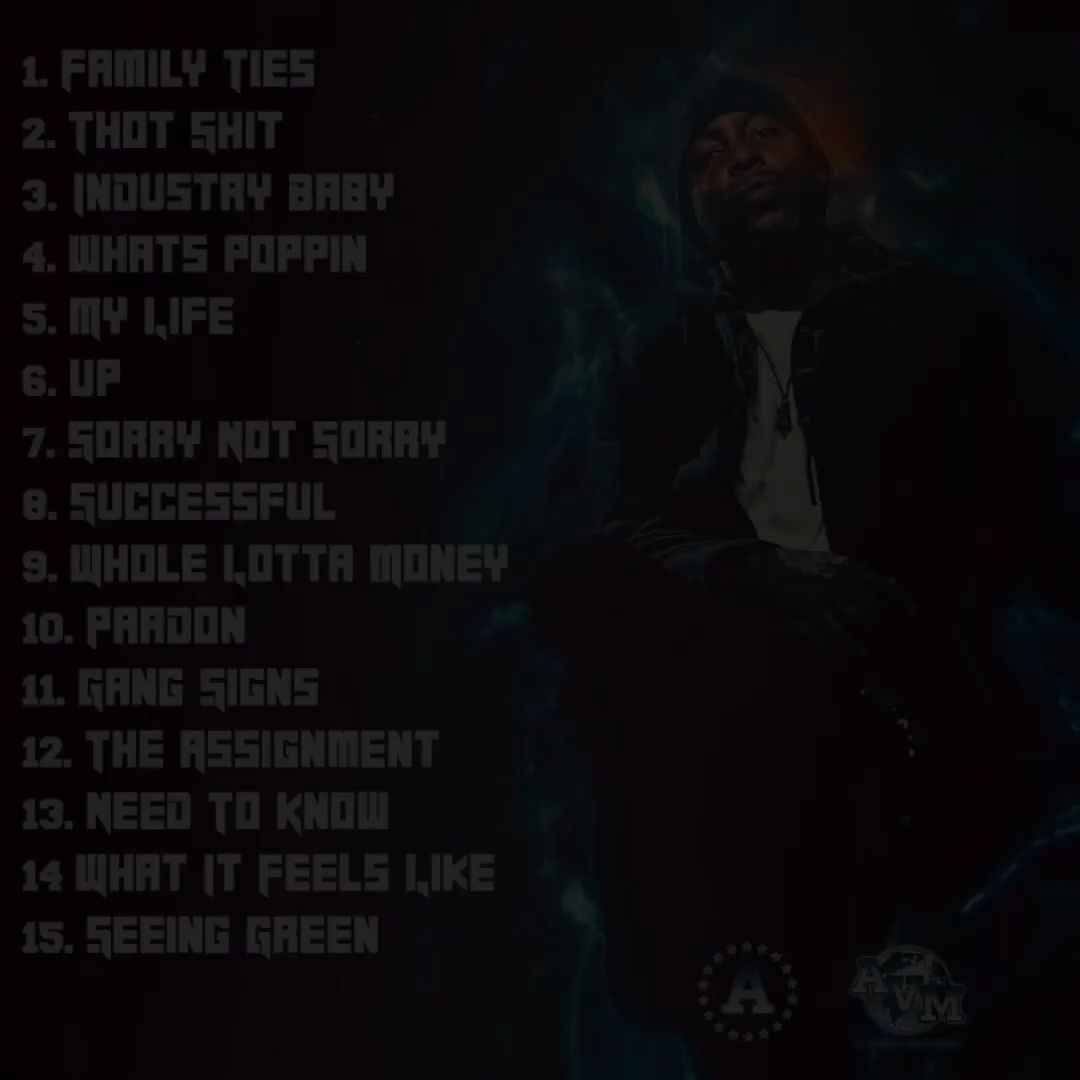 1. FAMILY TIES
2. THOT SHIT
3. INDUSTRY BABY
4. WHATS POPPIN
5. MY LIFE
6. UP
7. SORRY NOT SORRY
8. SUCCESSFUL
9. WHOLE LOTTA MONEY
10. PARDON
11. GANG SIGNS
12. THE ASSIGNMENT
13. NEED TO KNOW
14 WHAT IT FEELS LIKE
15. SEEING GREEN
A
AVM